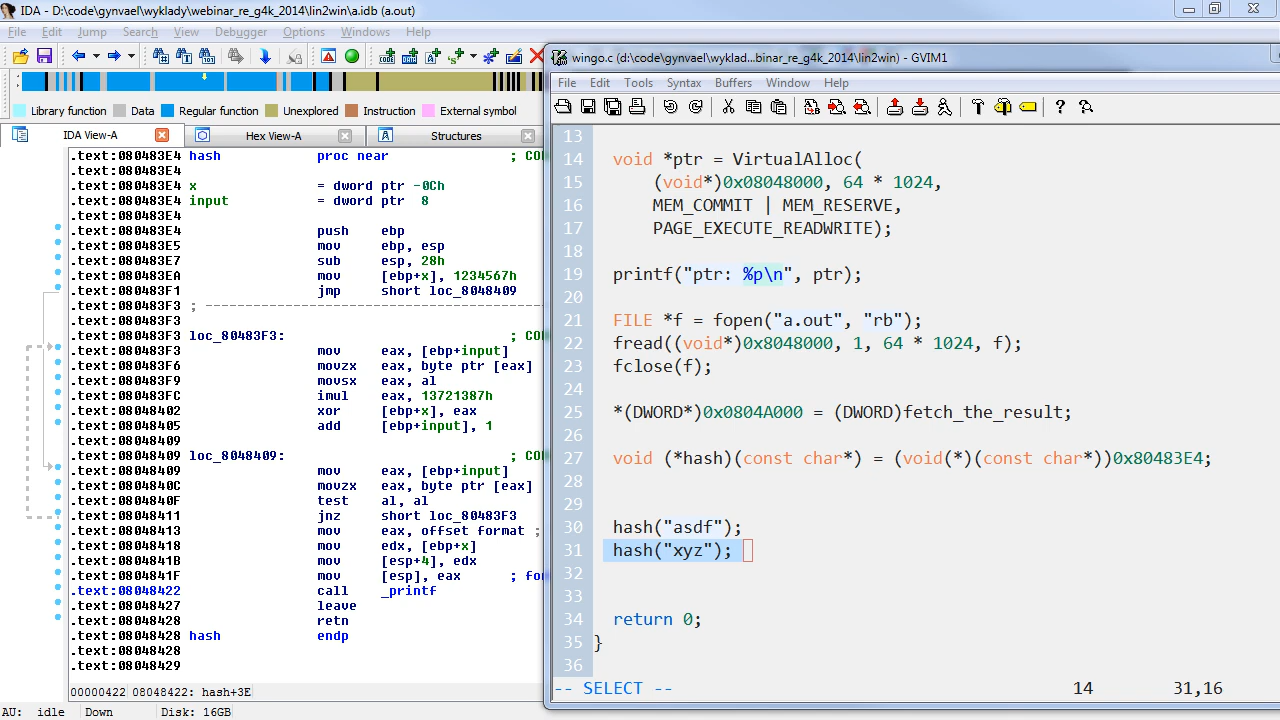 IDA - D:\code\gynvael\wyklady\webinar_re_g4k_2014\lin2win\a.idb (a.out)
File Edit Jump Search View Debugger Options Windows Help
Library function Data Regular function Unexplored Instruction External symbol
IDA View-A Hex View-A Structures
.text:080483E4 hash proc near ; CO
.text:080483E4
.text:080483E4 x = dword ptr -0Ch
.text:080483E4 input = dword ptr 8
.text:080483E4
.text:080483E4 push ebp
.text:080483E5 mov ebp, esp
.text:080483E7 sub esp, 28h
.text:080483EA mov [ebp+x], 1234567h
.text:080483F1 jmp short loc_8048409
.text:080483F3 ; ---------------------------------------------
.text:080483F3
.text:080483F3 loc_80483F3: ; CO
.text:080483F3 mov eax, [ebp+input]
.text:080483F6 movzx eax, byte ptr [eax]
.text:080483F9 movsx eax, al
.text:080483FC imul eax, 13721387h
.text:08048402 xor [ebp+x], eax
.text:08048405 add [ebp+input], 1
.text:08048409
.text:08048409 loc_8048409: ; CO
.text:08048409 mov eax, [ebp+input]
.text:0804840C movzx eax, byte ptr [eax]
.text:0804840F test al, al
.text:08048411 jnz short loc_80483F3
.text:08048413 mov eax, offset format ;
.text:08048418 mov edx, [ebp+x]
.text:0804841B mov [esp+4], edx
.text:0804841F mov [esp], eax ; fo
.text:08048422 call _printf
.text:08048427 leave
.text:08048428 retn
.text:08048428 hash endp
.text:08048428
.text:08048429
00000422 08048422: hash+3E
AU: idle Down Disk: 16GB
wingo.c (d:\code\gynvael\wyklad...binar_re_g4k_2014\lin2win) - GVIM1
File Edit Tools Syntax Buffers Window Help
13
14 void *ptr = VirtualAlloc(
15 (void*)0x08048000, 64 * 1024,
16 MEM_COMMIT | MEM_RESERVE,
17 PAGE_EXECUTE_READWRITE);
18
19 printf("ptr: %p\n", ptr);
20
21 FILE *f = fopen("a.out", "rb");
22 fread((void*)0x8048000, 1, 64 * 1024, f);
23 fclose(f);
24
25 *(DWORD*)0x0804A000 = (DWORD)fetch_the_result;
26
27 void (*hash)(const char*) = (void(*)(const char*))0x80483E4;
28
29
30 hash("asdf");
31 hash("xyz");
32
33
34 return 0;
35 }
36
-- SELECT -- 14 31,16